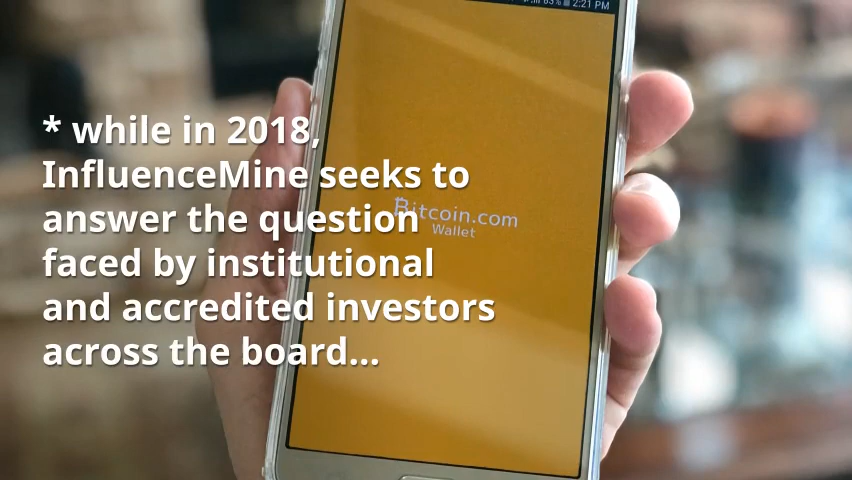 63% 2:21 PM
* while in 2018,
InfluenceMine seeks to
answer the question
Bitcoin.com
Wallet
faced by institutional
and accredited investors
across the board...